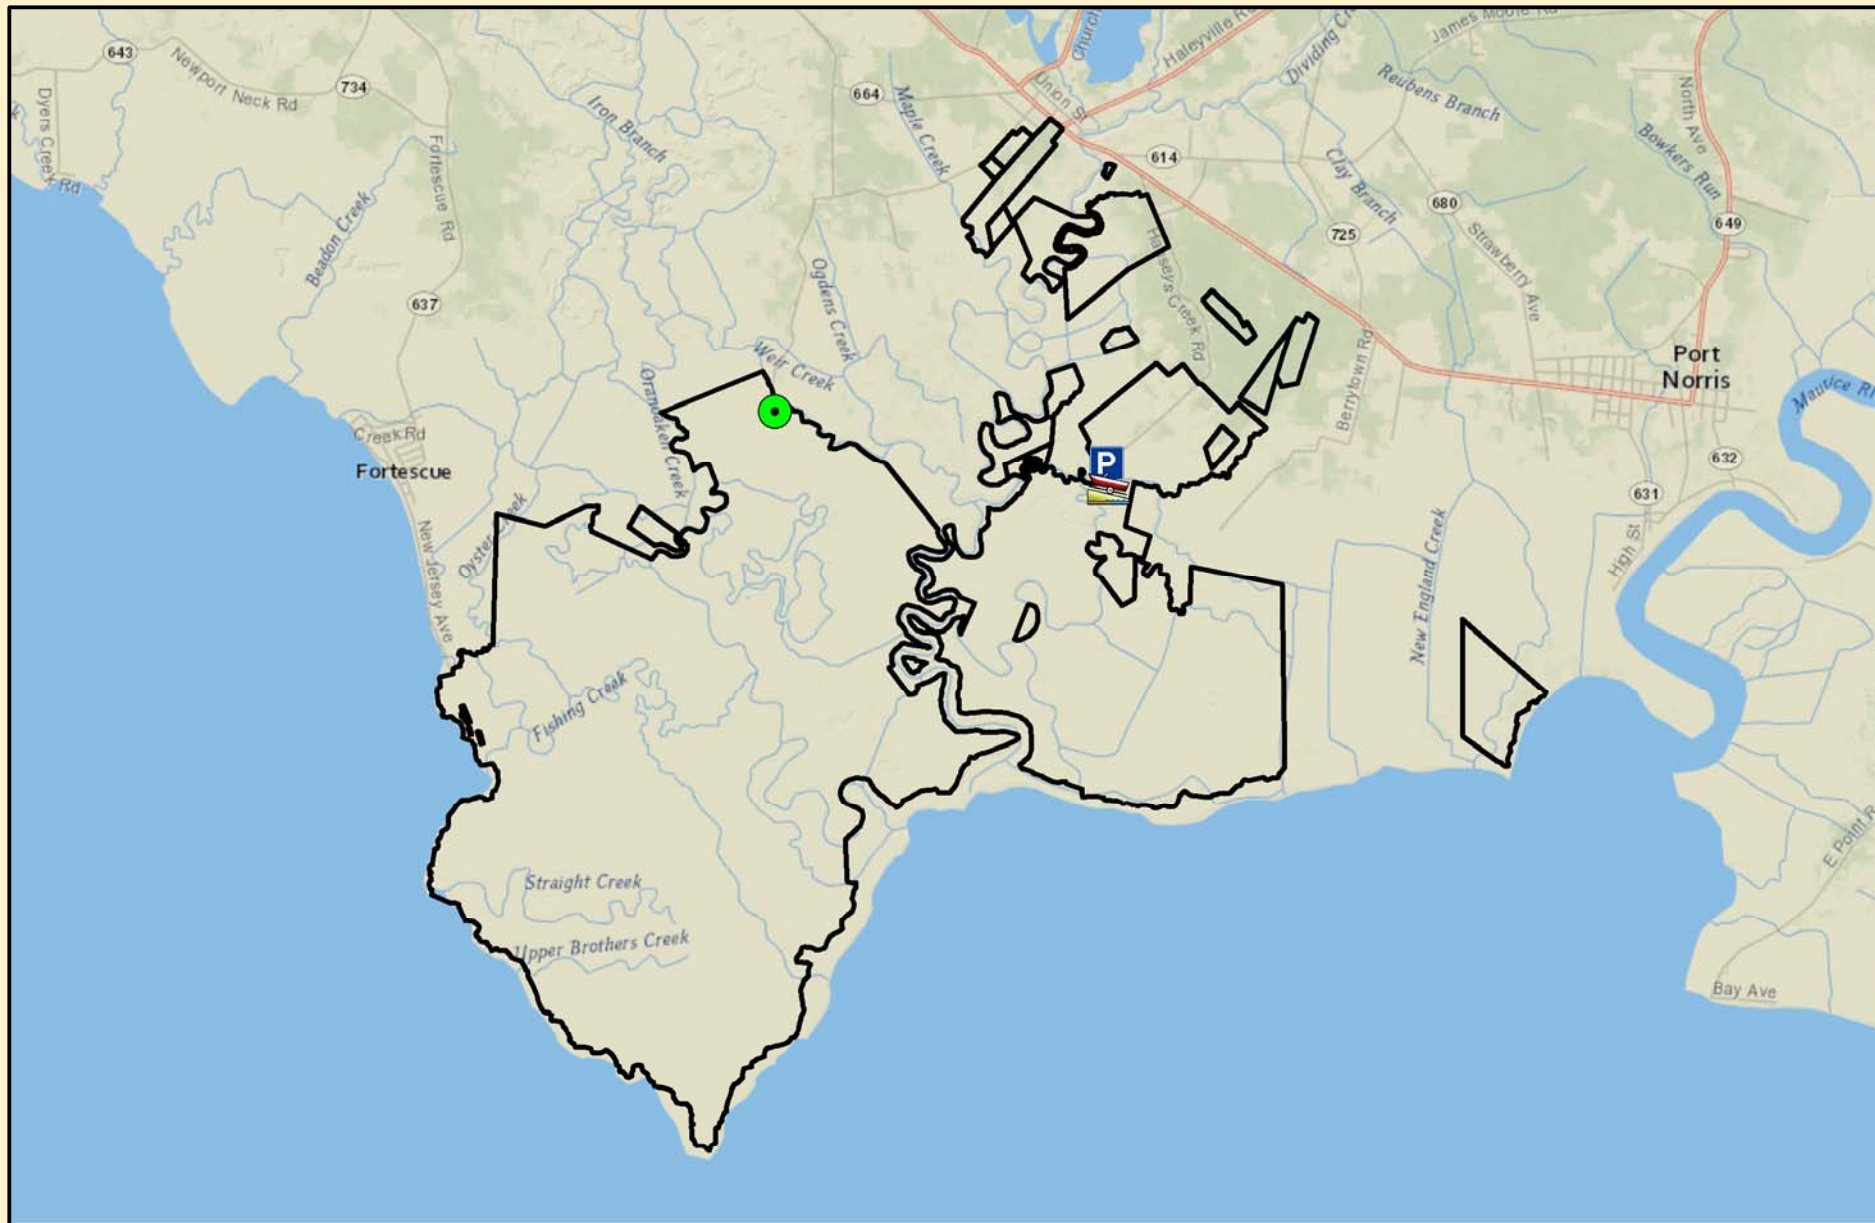 643
Newport Neck Rd
734
Dyers Creek Rd
Fortescue Rd
Iron Branch
664
Maple Creek
Union St
Church
Haleyville Rd
Dividing Cr
James Moore Rd
Reubens Branch
North Ave
Bowkers Run
614
Clay Branch
680
649
725
Strawberry Ave
Beadon Creek
637
Ogdens Creek
Weir Creek
Oranoaken Creek
Creek Rd
Fortescue
Oyster Creek
New Jersey Ave
Fishing Creek
Straight Creek
Upper Brothers Creek
Creek Rd
Berrytown Rd
Port
Norris
Maurice Ri
632
631
High St
New England Creek
P
E Point R
Bay Ave